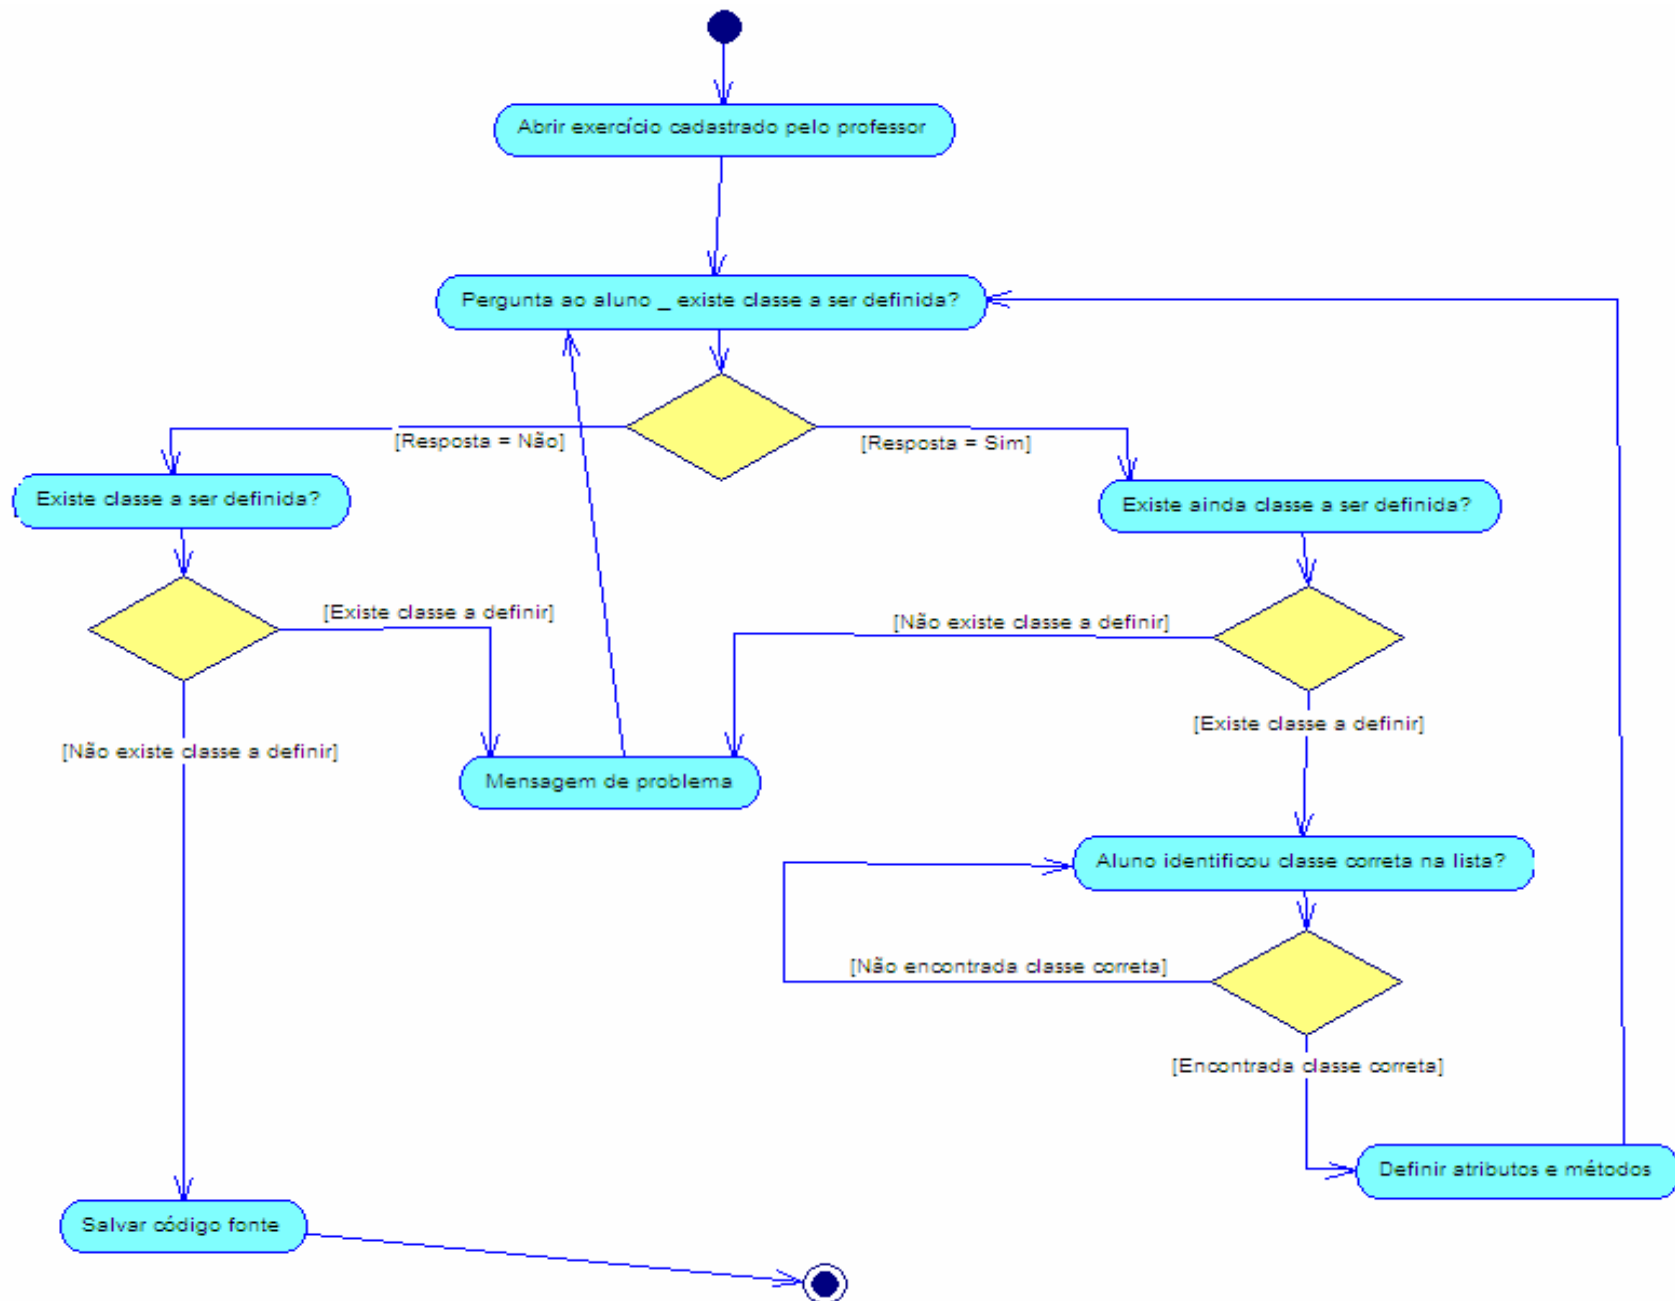 Abrir exercício cadastrado pelo professor
Pergunta ao aluno _ existe classe a ser definida?
[Resposta = Não]
[Resposta = Sim]
Existe classe a ser definida?
Existe ainda classe a ser definida?
[Existe classe a definir]
[Não existe classe a definir]
[Existe classe a definir]
[Não existe classe a definir]
Mensagem de problema
Aluno identificou classe correta na lista?
[Não encontrada classe correta]
[Encontrada classe correta]
Definir atributos e métodos
Salvar código fonte